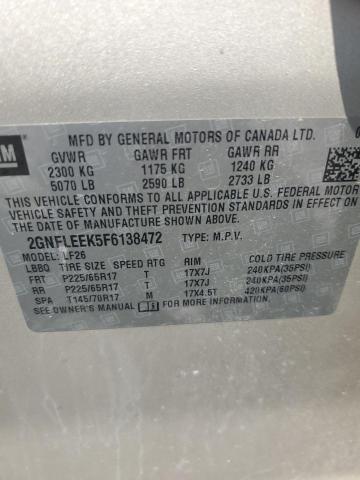 GM
MFD BY GENERAL MOTORS OF CANADA LTD.
GVWR GAWR FRT GAWR RR
2300 KG 1175 KG 1240 KG
5070 LB 2590 LB 2733 LB
THIS VEHICLE CONFORMS TO ALL APPLICABLE U.S. FEDERAL MOTOR
VEHICLE SAFETY AND THEFT PREVENTION STANDARDS IN EFFECT ON
THE DATE OF MANUFACTURE SHOWN ABOVE.
2GNFLEEK5F6138472 TYPE: M.P.V.
MODEL: LF26
LBBQ TIRE SIZE SPEED RTG RIM COLD TIRE PRESSURE
FRT P225/65R17 T 17X7J 240KPA(35PSI)
RR P225/65R17 T 17X7J 240KPA(35PSI)
SPA T145/70R17 M 17X4.5T 420KPA(60PSI)
SEE OWNER'S MANUAL FOR MORE INFORMATION